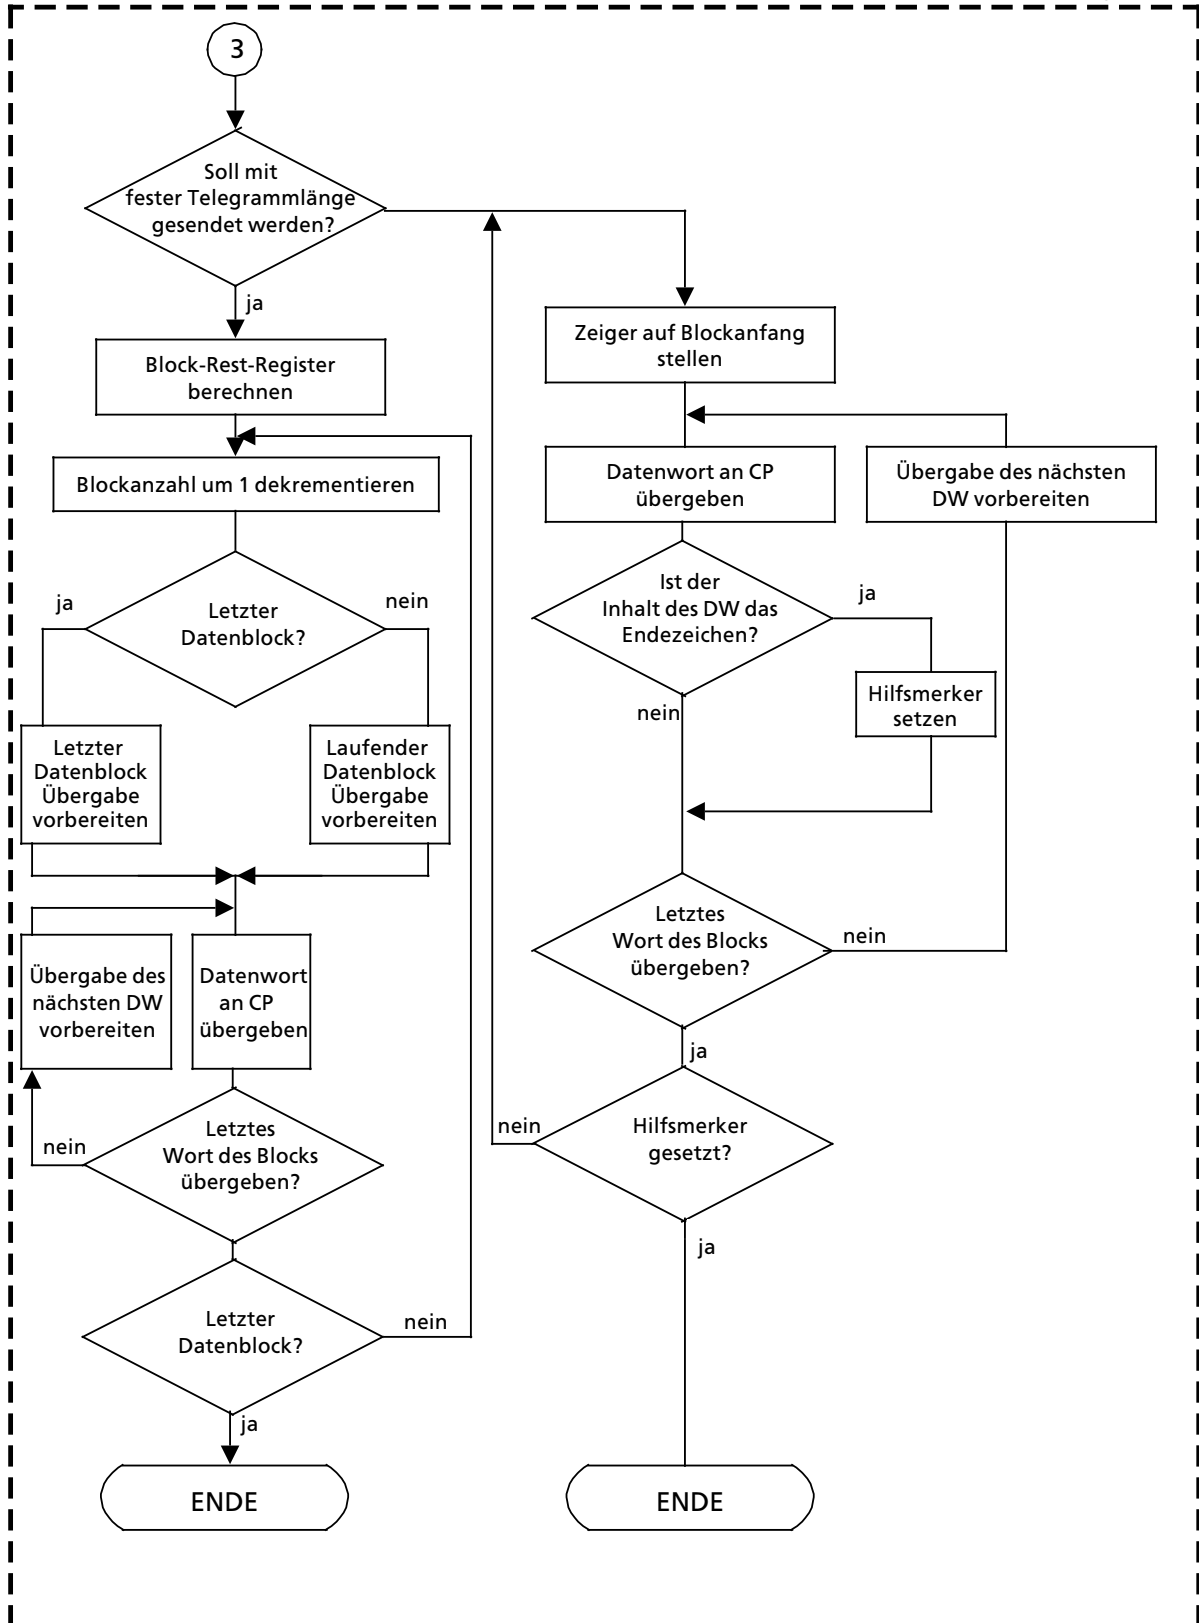 3
Soll mit
fester Telegrammlänge
gesendet werden?
ja
Block-Rest-Register
berechnen
Blockanzahl um 1 dekrementieren
ja
Letzter
Datenblock?
nein
Letzter
Datenblock
Übergabe
vorbereiten
Laufender
Datenblock
Übergabe
vorbereiten
Übergabe des
nächsten DW
vorbereiten
Datenwort
an CP
übergeben
nein
Letztes
Wort des Blocks
übergeben?
Letzter
Datenblock?
nein
ja
ENDE
Zeiger auf Blockanfang
stellen
Datenwort an CP
übergeben
Übergabe des nächsten
DW vorbereiten
Ist der
Inhalt des DW das
Endezeichen?
ja
Hilfsmerker
setzen
nein
Letztes
Wort des Blocks
übergeben?
nein
ja
nein
Hilfsmerker
gesetzt?
ja
ENDE